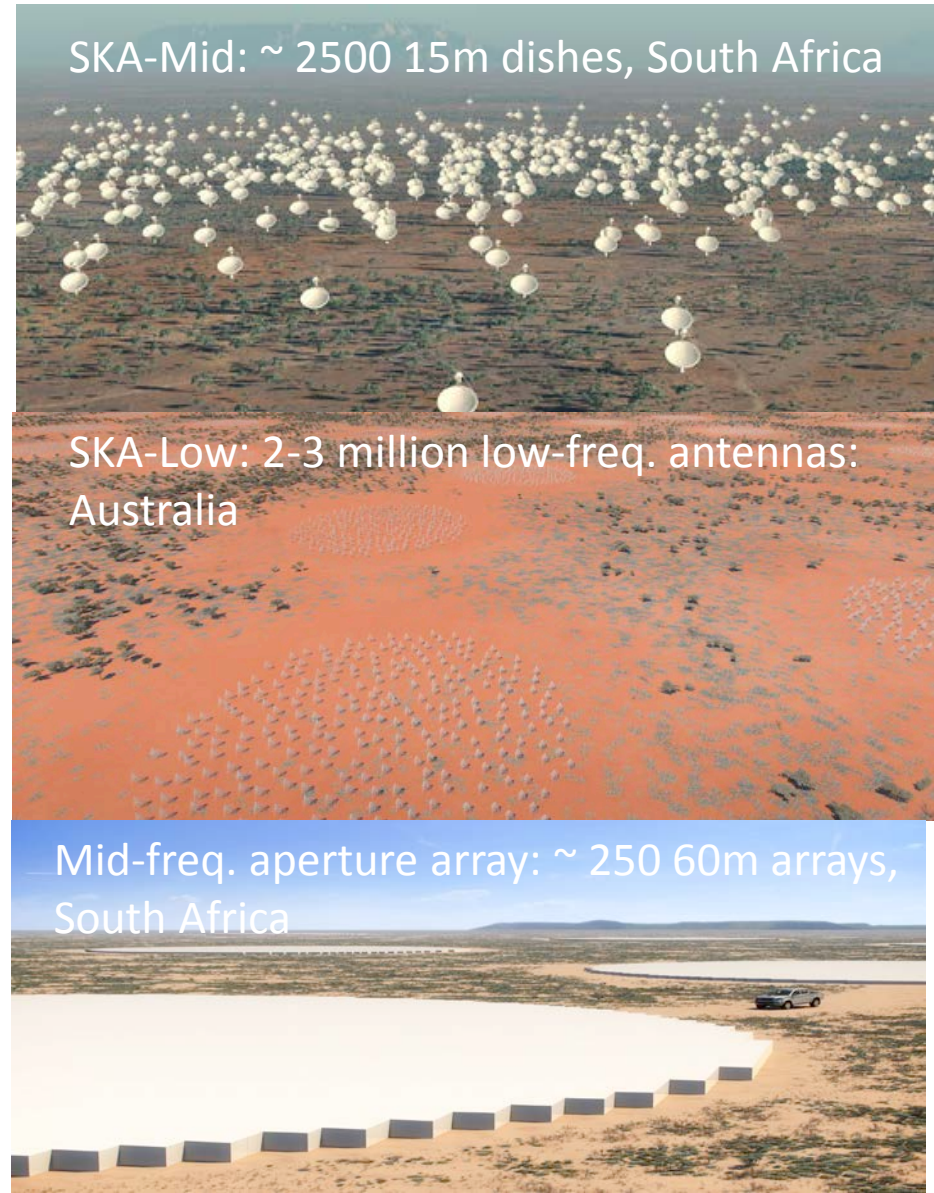 SKA-Mid: ~ 2500 15m dishes, South Africa
SKA-Low: 2-3 million low-freq. antennas:
Australia
Mid-freq. aperture array: ~ 250 60m arrays,
South Africa